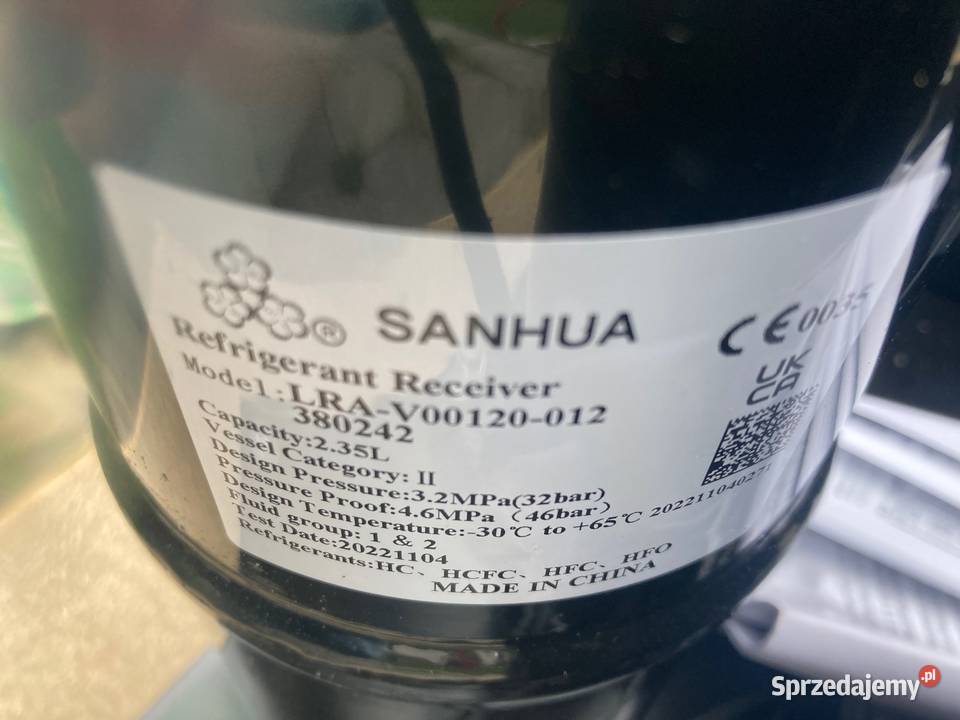 ® SANHUA
CE0035
UK
CA
Refrigerant Receiver
Model:LRA-V00120-012
380242
Capacity:2.35L
Vessel Category: II
Design Pressure:3.2MPa(32bar)
Pressure Proof:4.6MPa (46bar)
Design Temperature:-30℃ to +65℃
Fluid group: 1 & 2
Test Date:20221104
Refrigerants:HC、HCFC、HFC、HFO
MADE IN CHINA
Sprzedajemy.pl